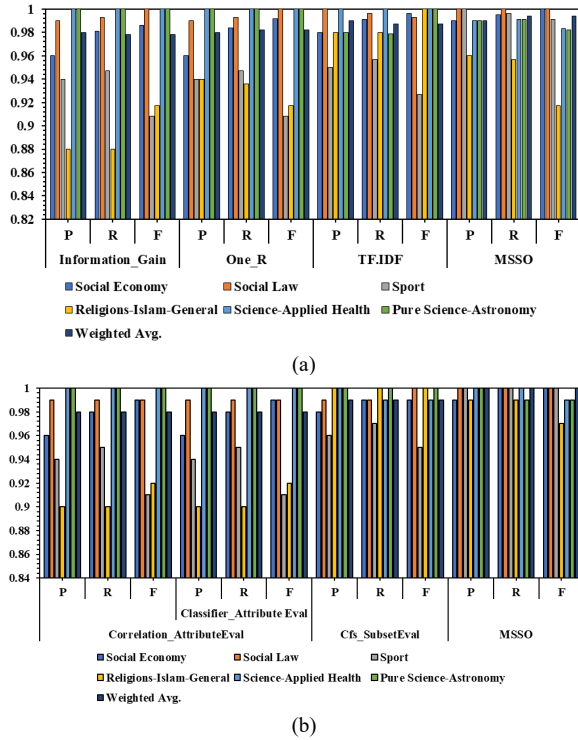 1
0.98
0.96
0.94
0.92
0.9
0.88
0.86
0.84
0.82
P R F P R F P R F P R F
Information_Gain One_R TF.IDF MSSO
Social Economy Social Law Sport
Religions-Islam-General Science-Applied Health Pure Science-Astronomy
Weighted Avg.
(a)
1
0.98
0.96
0.94
0.92
0.9
0.88
0.86
0.84
P R F P R F P R F P R F
Classifier_Attribute Eval
Correlation_AttributeEval Cfs_SubsetEval MSSO
Social Economy Social Law Sport
Religions-Islam-General Science-Applied Health Pure Science-Astronomy
Weighted Avg.
(b)